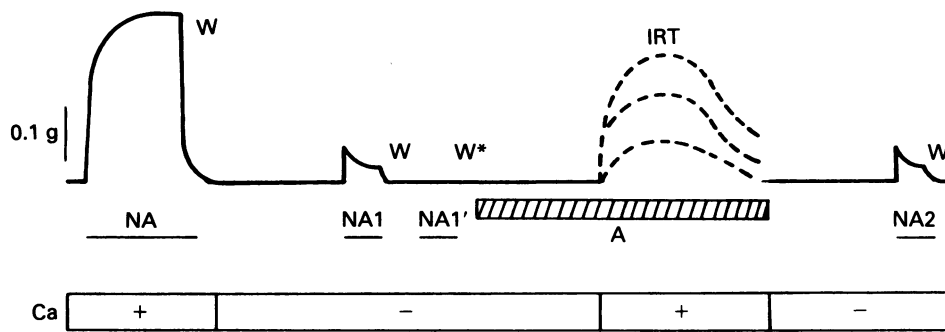 IRT
W
0.1 g
W
W*
W
NA
NA1
NA1′
A
NA2
Ca
+
−
+
−